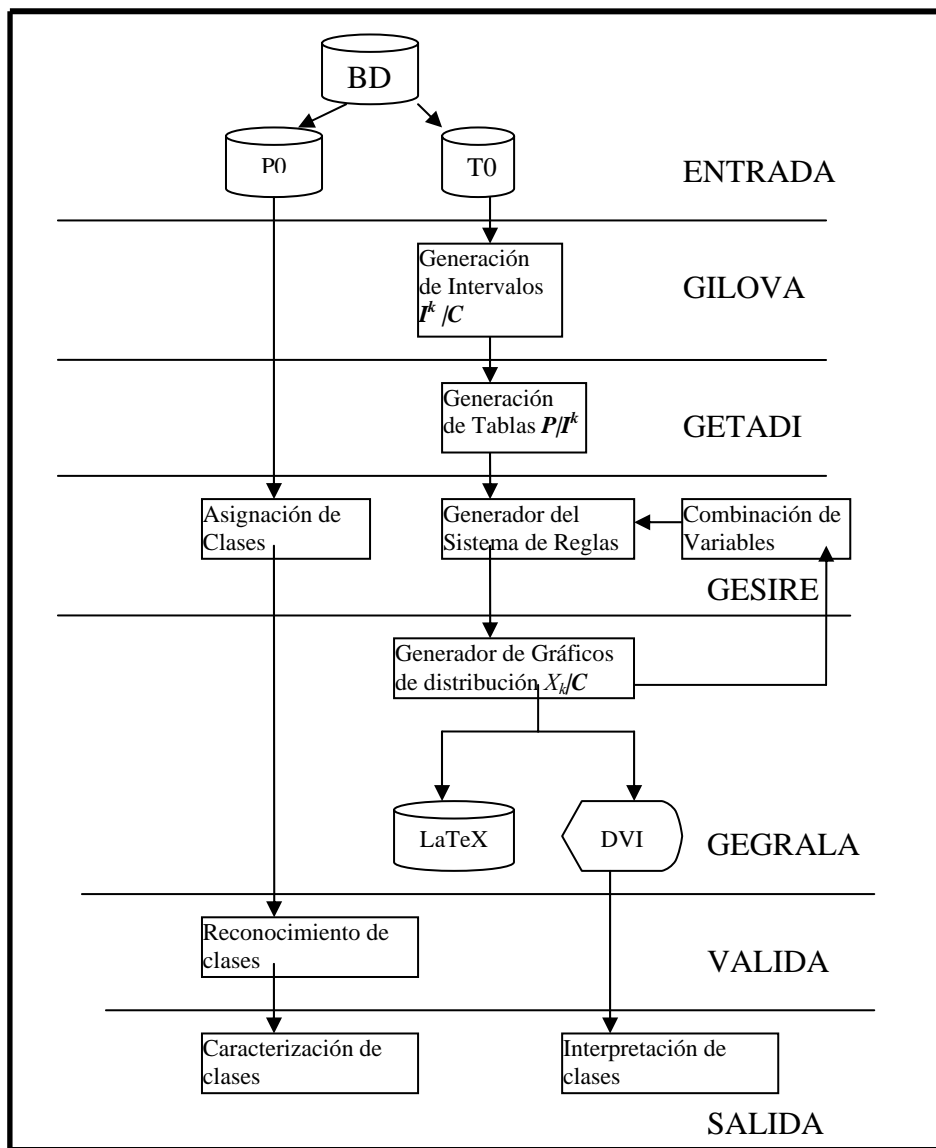 BD
P0
T0
ENTRADA
Generación
de Intervalos
I^k /C
GILOVA
Generación
de Tablas P/I^k
GETADI
Asignación de
Clases
Generador del
Sistema de Reglas
Combinación de
Variables
GESIRE
Generador de Gráficos
de distribución X_k/C
LaTeX
DVI
GEGRALA
Reconocimiento de
clases
VALIDA
Caracterización de
clases
Interpretación de
clases
SALIDA